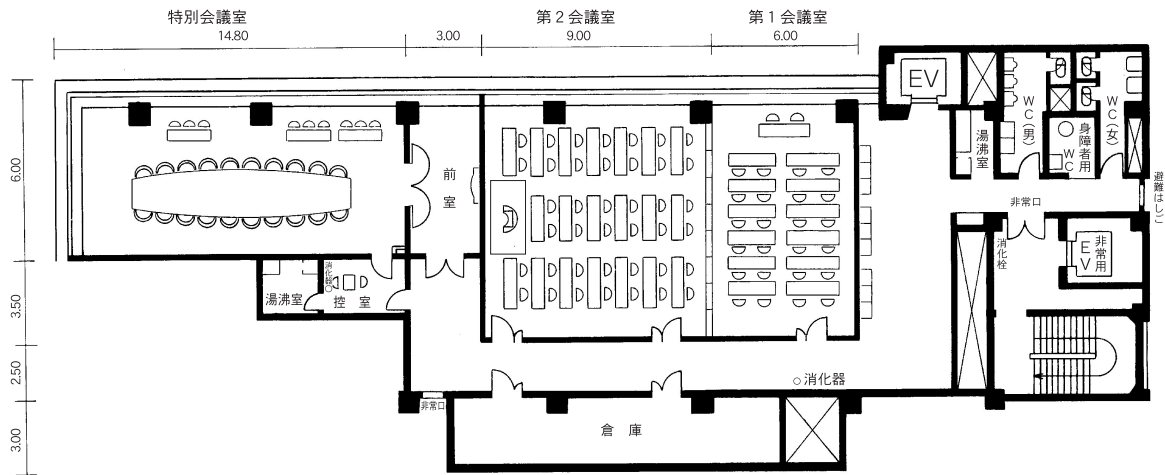 特別会議室
第2会議室
第1会議室
14.80
3.00
9.00
6.00
6.00
3.50
2.50
3.00
前室
EV
湯沸室
WC(男)
身障者用WC
WC(女)
避難はしご
非常口
消化栓
非常用EV
消化器
湯沸室
控室
消化器
非常口
倉庫